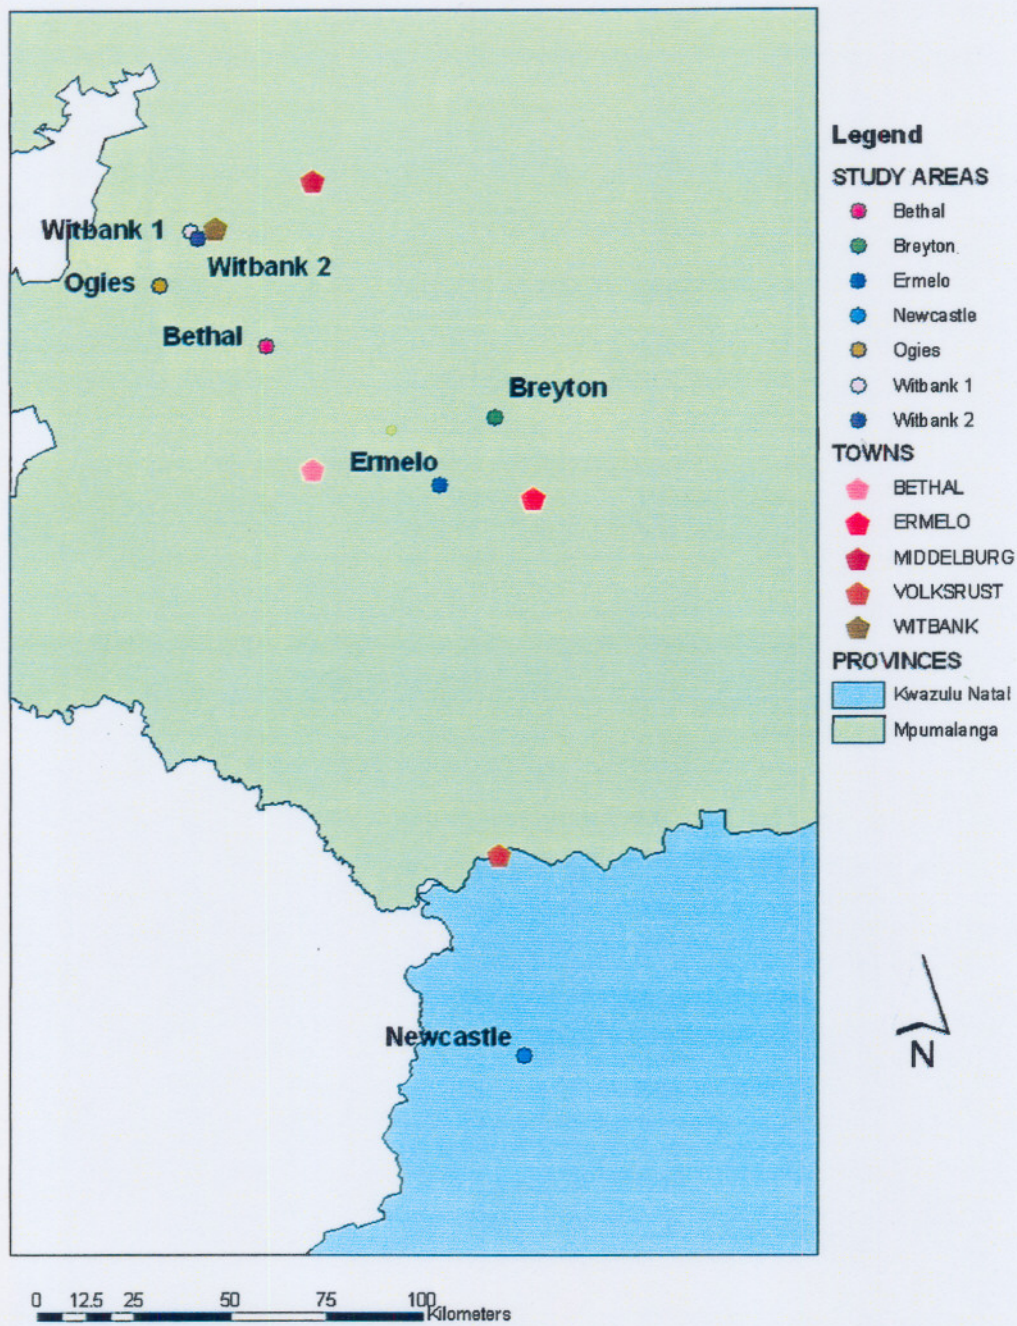 Witbank 1
Witbank 2
Ogies
Bethal
Breyton
Ermelo
Newcastle
Legend
STUDY AREAS
Bethal
Breyton
Ermelo
Newcastle
Ogies
Witbank 1
Witbank 2
TOWNS
BETHAL
ERMELO
MIDDELBURG
VOLKSRUST
WITBANK
PROVINCES
Kwazulu Natal
Mpumalanga
N
0 12.5 25 50 75 100
Kilometers